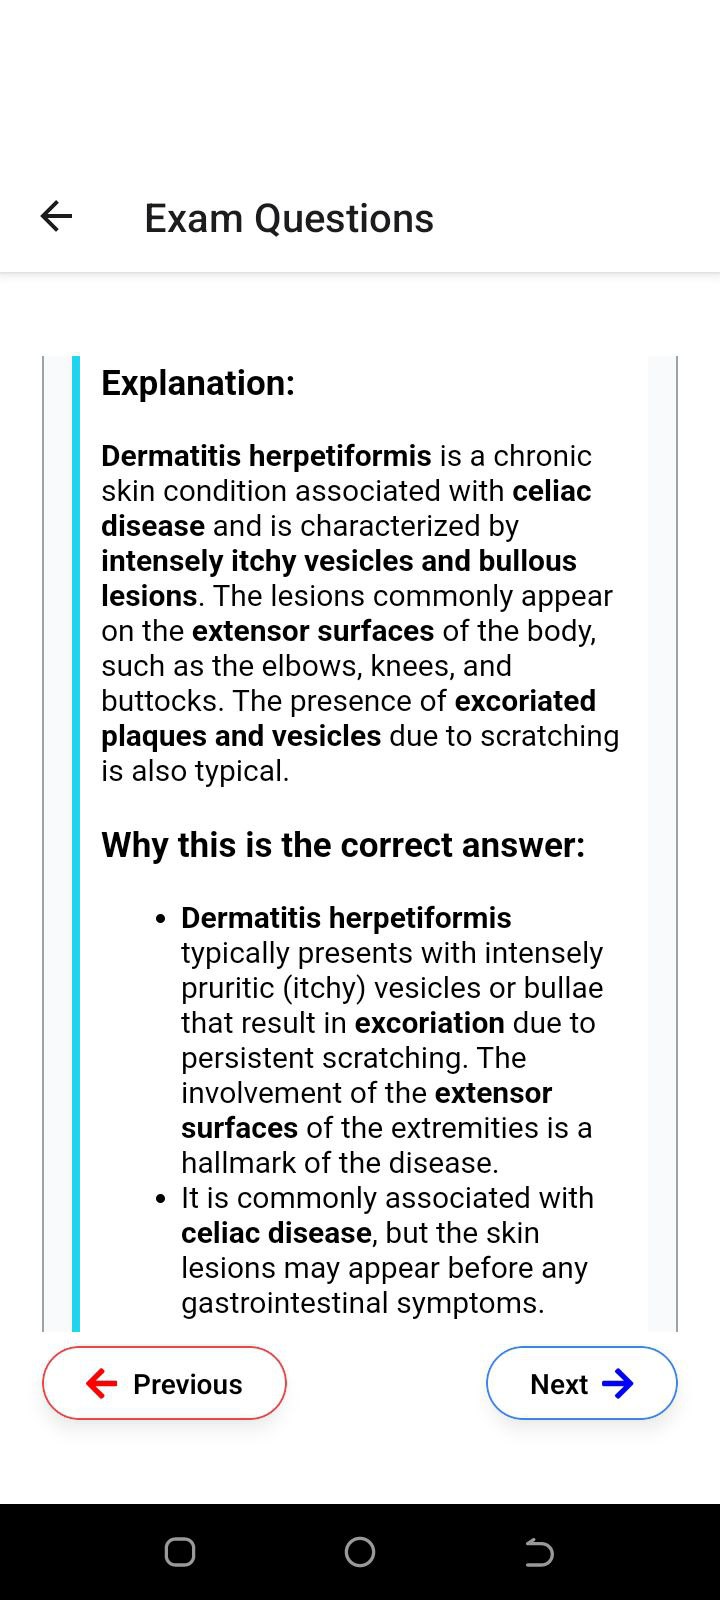 Exam Questions
Explanation:
Dermatitis herpetiformis is a chronic
skin condition associated with celiac
disease and is characterized by
intensely itchy vesicles and bullous
lesions. The lesions commonly appear
on the extensor surfaces of the body,
such as the elbows, knees, and
buttocks. The presence of excoriated
plaques and vesicles due to scratching
is also typical.
Why this is the correct answer:
• Dermatitis herpetiformis
typically presents with intensely
pruritic (itchy) vesicles or bullae
that result in excoriation due to
persistent scratching. The
involvement of the extensor
surfaces of the extremities is a
hallmark of the disease.
• It is commonly associated with
celiac disease, but the skin
lesions may appear before any
gastrointestinal symptoms.
Previous
Next